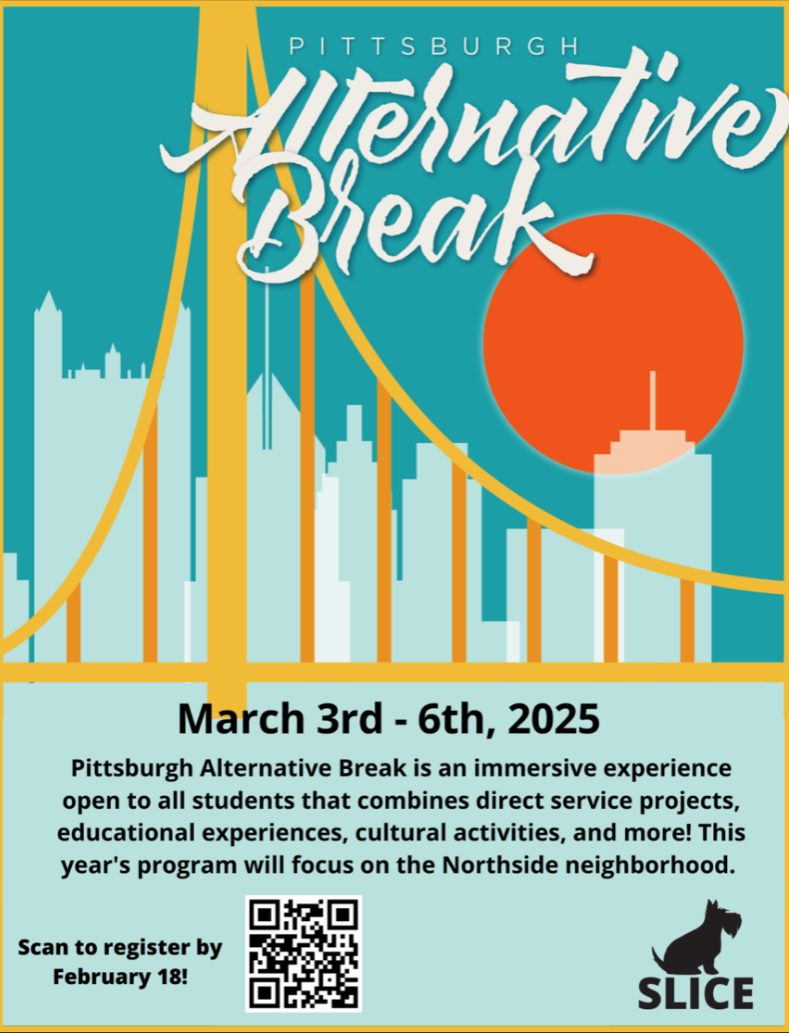 PITTSBURGH
Alternative
Break
March 3rd - 6th, 2025
Pittsburgh Alternative Break is an immersive experience
open to all students that combines direct service projects,
educational experiences, cultural activities, and more! This
year's program will focus on the Northside neighborhood.
Scan to register by
February 18!
SLICE